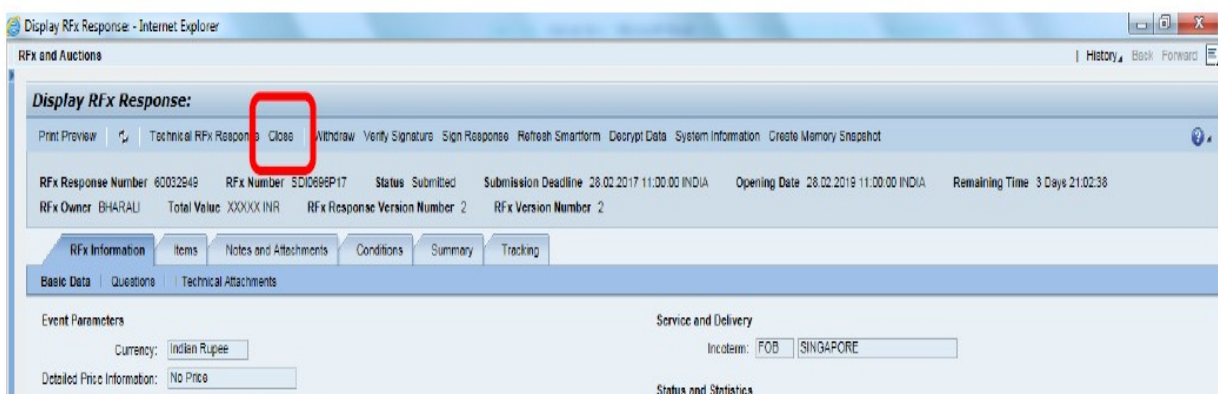 Display RFx Response: - Internet Explorer
RFx and Auctions
History Back Forward
Display RFx Response:
Print Preview Technical RFx Response Close Withdraw Verify Signature Sign Response Refresh Smartform Decrypt Data System Information Create Memory Snapshot
RFx Response Number 60032949 RFx Number SDI0696P17 Status Submitted Submission Deadline 28.02.2017 11:00:00 INDIA Opening Date 28.02.2019 11:00:00 INDIA Remaining Time 3 Days 21:02:38
RFx Owner BHARALI Total Value XXXXX INR RFx Response Version Number 2 RFx Version Number 2
RFx Information Items Notes and Attachments Conditions Summary Tracking
Basic Data Questions Technical Attachments
Event Parameters Service and Delivery
Currency: Indian Rupee Incoterm: FOB SINGAPORE
Detailed Price Information: No Price
Status and Statistics